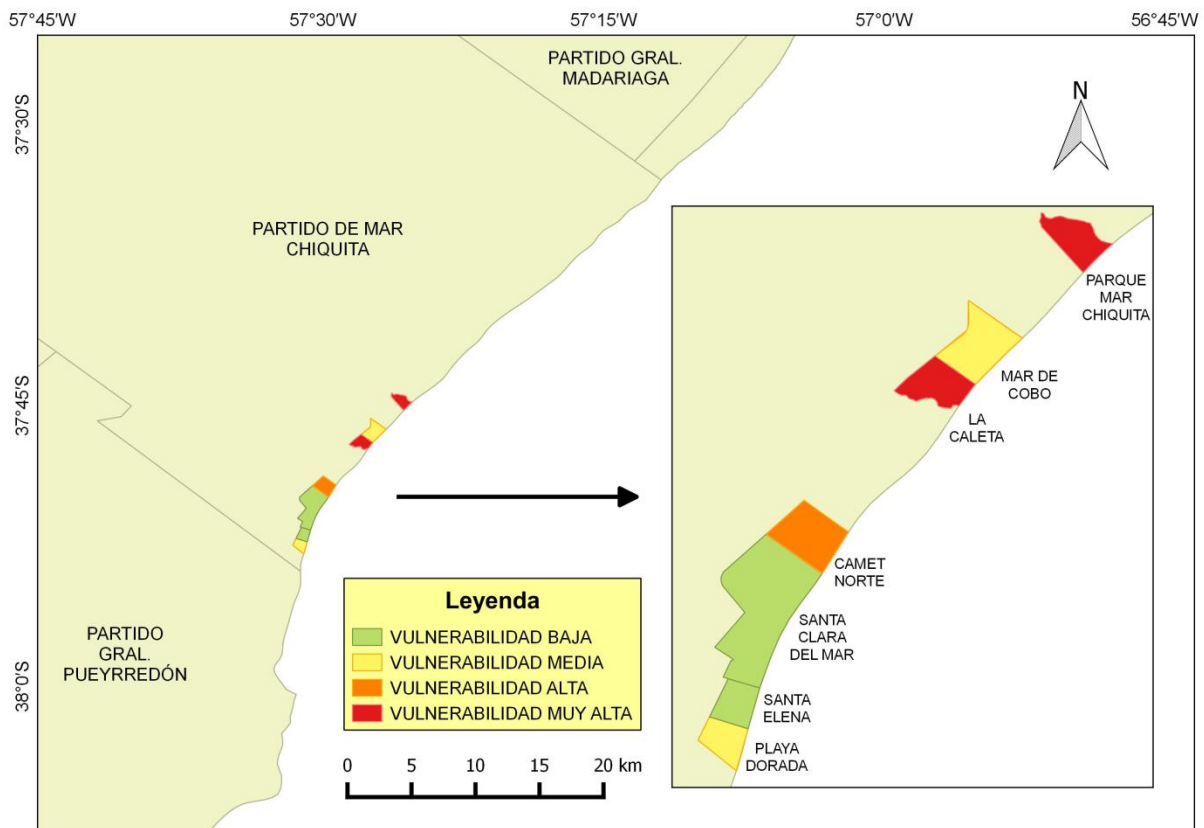 57°45'W
57°30'W
57°15'W
57°0'W
56°45'W
37°30'S
37°45'S
38°0'S
PARTIDO GRAL.
MADARIAGA
N
PARTIDO DE MAR
CHIQUITA
PARTIDO
GRAL.
PUEYRREDÓN
PARQUE
MAR
CHIQUITA
MAR DE
COBO
LA
CALETA
CAMET
NORTE
SANTA
CLARA
DEL MAR
SANTA
ELENA
PLAYA
DORADA
Leyenda
VULNERABILIDAD BAJA
VULNERABILIDAD MEDIA
VULNERABILIDAD ALTA
VULNERABILIDAD MUY ALTA
0 5 10 15 20 km